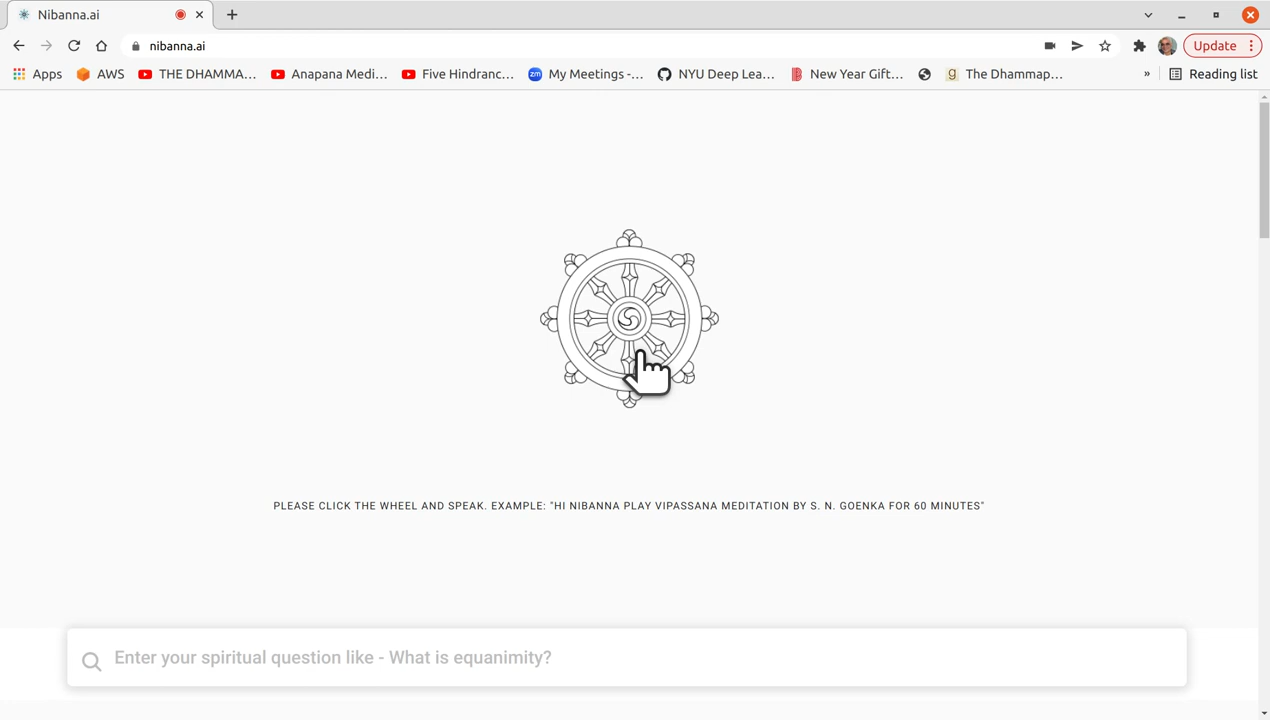 Nibanna.ai
nibanna.ai
Update
Apps AWS THE DHAMMA... Anapana Medi... Five Hindranc... zm My Meetings -... NYU Deep Lea... New Year Gift... g The Dhammap... » Reading list
PLEASE CLICK THE WHEEL AND SPEAK. EXAMPLE: "HI NIBANNA PLAY VIPASSANA MEDITATION BY S. N. GOENKA FOR 60 MINUTES"
Enter your spiritual question like - What is equanimity?